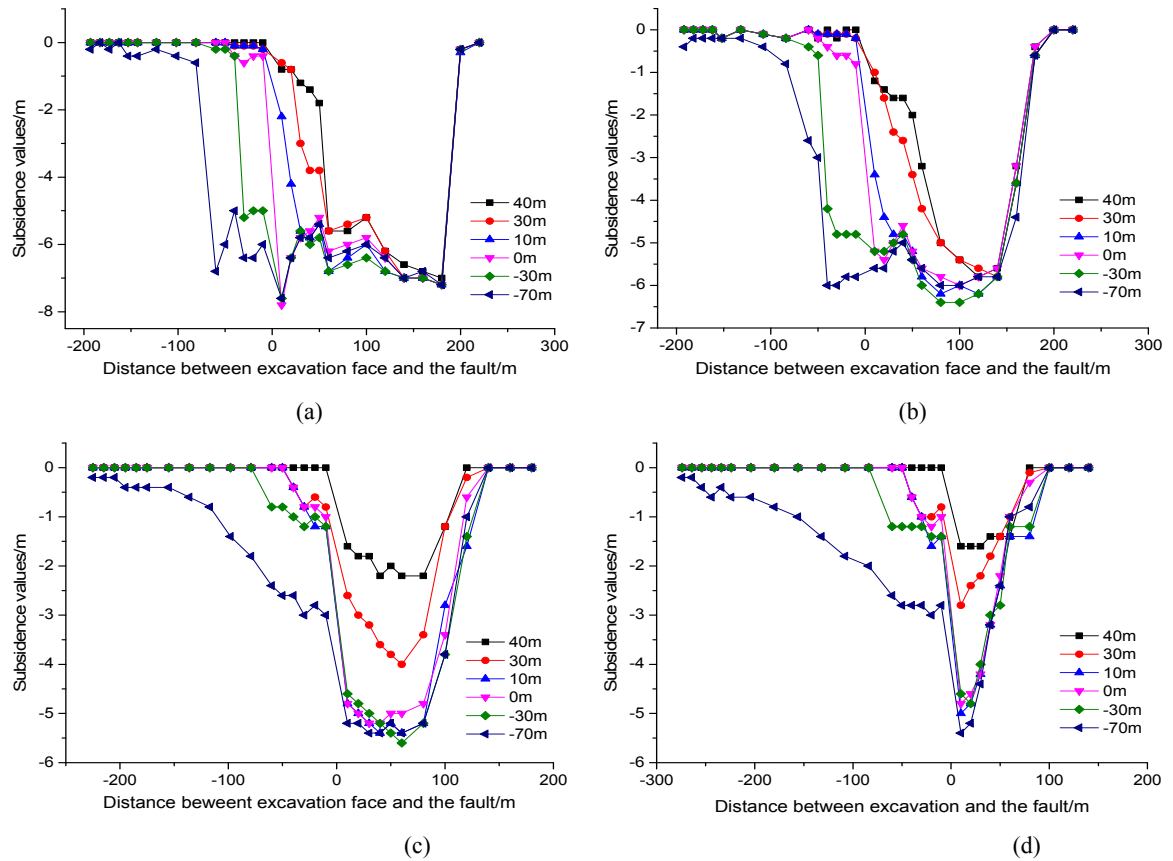 0
-2
-4
-6
-8
Subsidence values/m
40m
30m
10m
0m
-30m
-70m
-200
-100
0
100
200
300
Distance between excavation face and the fault/m
(a)
0
-1
-2
-3
-4
-5
-6
-7
Subsidence values/m
40m
30m
10m
0m
-30m
-70m
-200
-100
0
100
200
300
Distance between excavation face and the fault/m
(b)
0
-1
-2
-3
-4
-5
-6
Subsidence values/m
40m
30m
10m
0m
-30m
-70m
-200
-100
0
100
200
Distance beweent excavation face and the fault/m
(c)
0
-1
-2
-3
-4
-5
-6
Subsidence values/m
40m
30m
10m
0m
-30m
-70m
-300
-200
-100
0
100
200
Distance between excavation and the fault/m
(d)